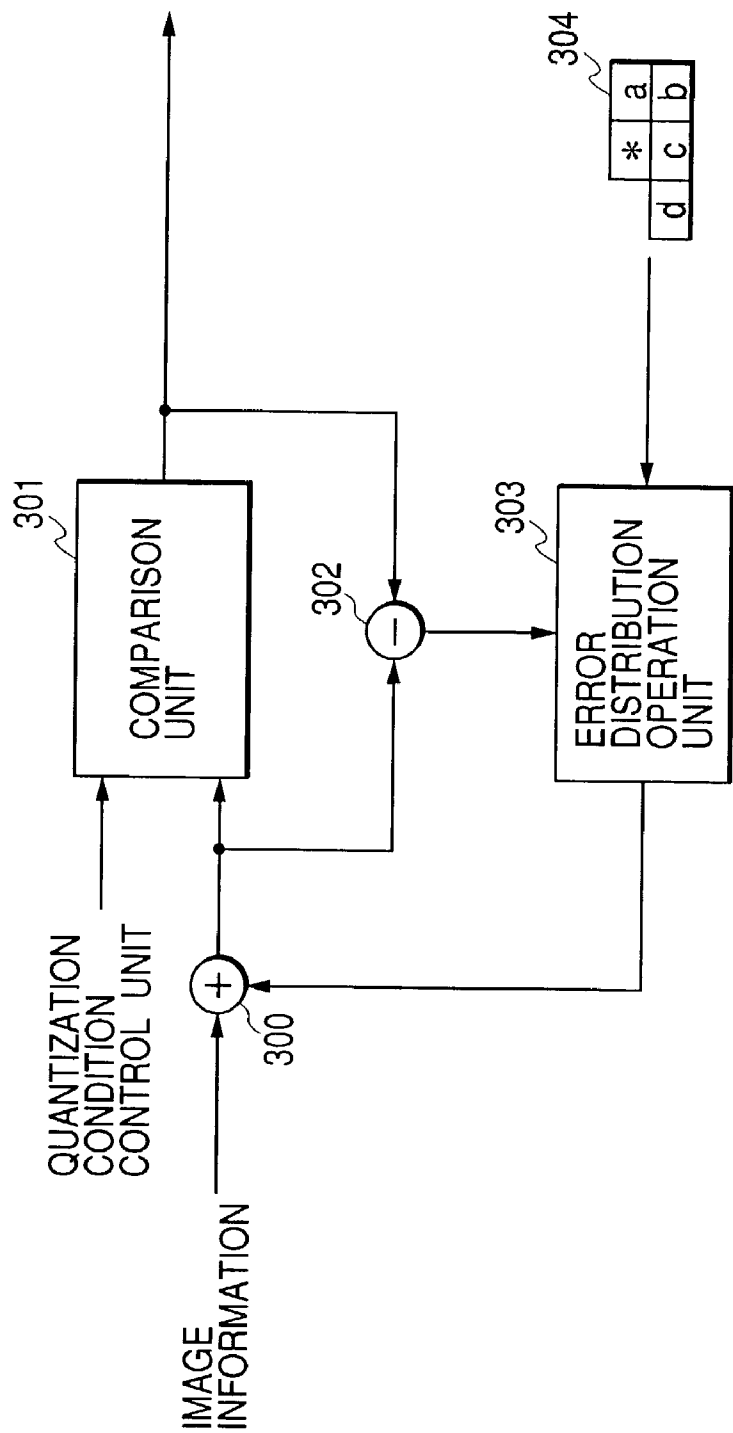 QUANTIZATION
CONDITION
CONTROL UNIT
IMAGE
INFORMATION
300
301
COMPARISON
UNIT
302
303
ERROR
DISTRIBUTION
OPERATION
UNIT
304
* a
d c b
+
-